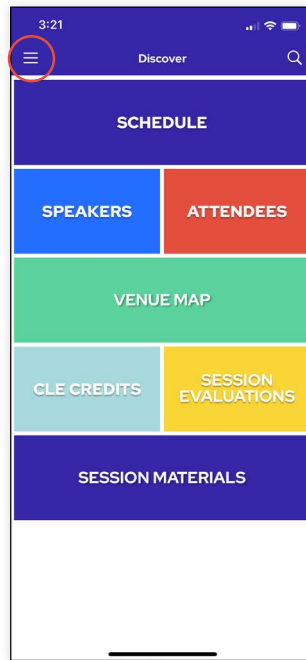 3:21
Discover
SCHEDULE
SPEAKERS
ATTENDEES
VENUE MAP
CLE CREDITS
SESSION
EVALUATIONS
SESSION MATERIALS